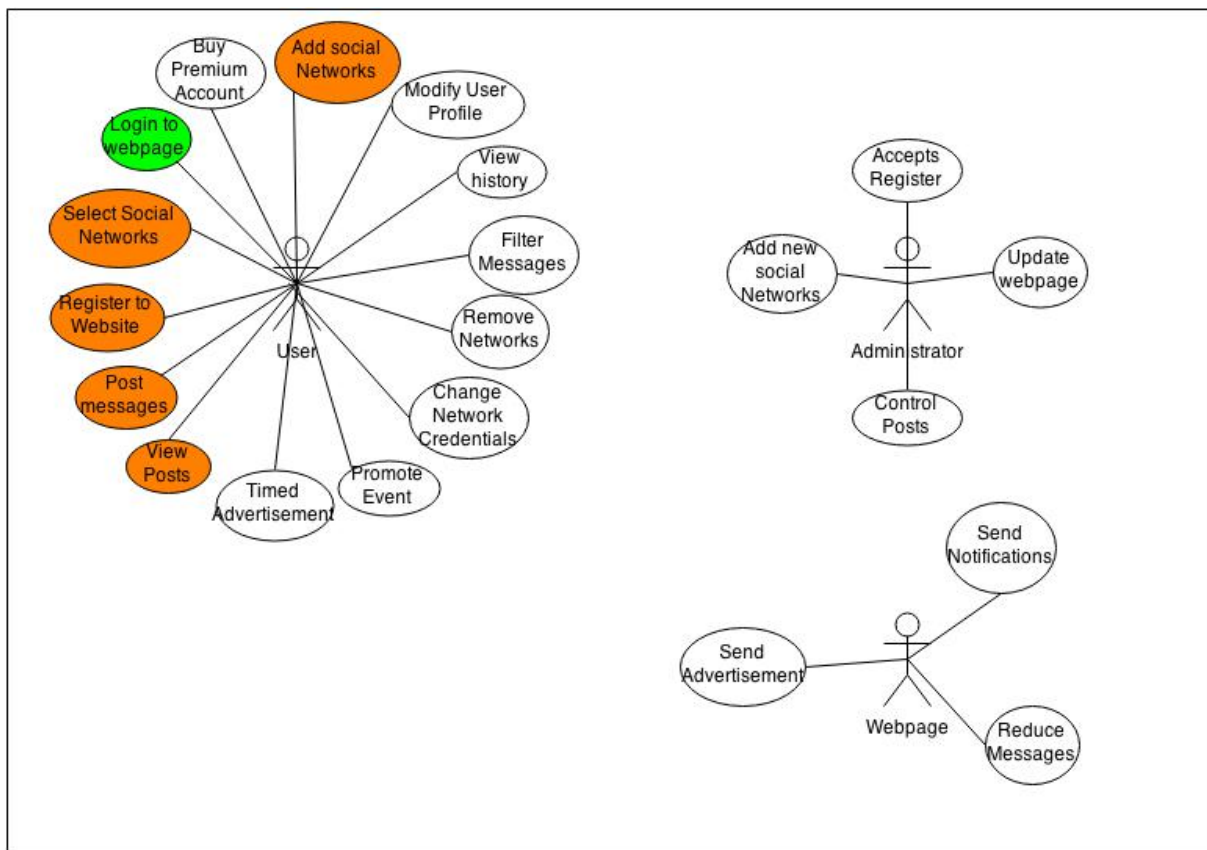 Buy
Premium
Account
Add social
Networks
Modify User
Profile
Login to
webpage
View
history
Select Social
Networks
Filter
Messages
Register to
Website
Remove
Networks
User
Post
messages
Change
Network
Credentials
View
Posts
Timed
Advertisement
Promote
Event
Accepts
Register
Add new
social
Networks
Update
webpage
Administrator
Control
Posts
Send
Notifications
Send
Advertisement
Webpage
Reduce
Messages